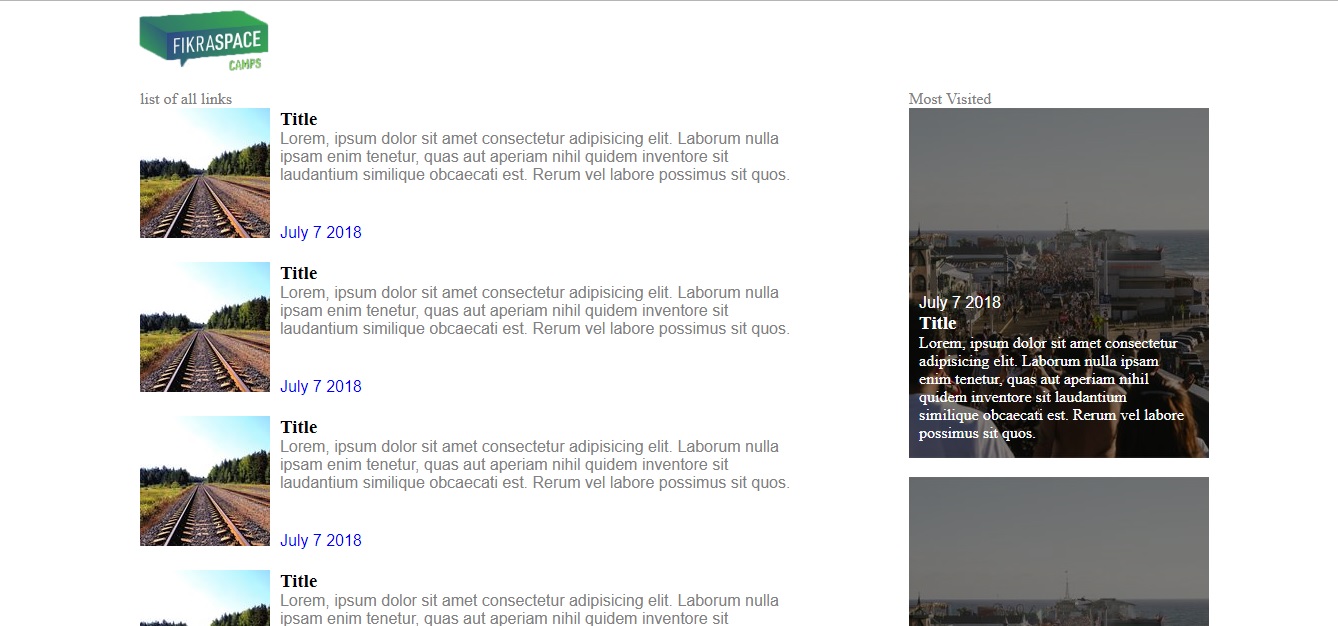 FIKRASPACE
CAMPS
list of all links
Title
Lorem, ipsum dolor sit amet consectetur adipisicing elit. Laborum nulla
ipsam enim tenetur, quas aut aperiam nihil quidem inventore sit
laudantium similique obcaecati est. Rerum vel labore possimus sit quos.
July 7 2018
Title
Lorem, ipsum dolor sit amet consectetur adipisicing elit. Laborum nulla
ipsam enim tenetur, quas aut aperiam nihil quidem inventore sit
laudantium similique obcaecati est. Rerum vel labore possimus sit quos.
July 7 2018
Title
Lorem, ipsum dolor sit amet consectetur adipisicing elit. Laborum nulla
ipsam enim tenetur, quas aut aperiam nihil quidem inventore sit
laudantium similique obcaecati est. Rerum vel labore possimus sit quos.
July 7 2018
Title
Lorem, ipsum dolor sit amet consectetur adipisicing elit. Laborum nulla
ipsam enim tenetur, quas aut aperiam nihil quidem inventore sit
Most Visited
July 7 2018
Title
Lorem, ipsum dolor sit amet consectetur
adipisicing elit. Laborum nulla ipsam
enim tenetur, quas aut aperiam nihil
quidem inventore sit laudantium
similique obcaecati est. Rerum vel labore
possimus sit quos.